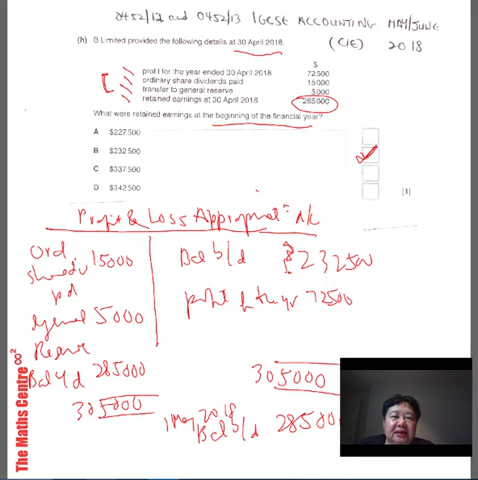 0452/12 and 0452/13 IGCSE ACCOUNTING MAY/JUNE
(CIE) 2018
(h) B Limited provided the following details at 30 April 2018.
$
profit for the year ended 30 April 2018 72 500
ordinary share dividends paid 15 000
transfer to general reserve 5 000
retained earnings at 30 April 2018 285 000
What were retained earnings at the beginning of the financial year?
A $227 500
B $232 500
C $337 500
D $342 500
[1]
Profit & Loss Appropriat: A/c
Ord 15000
pd
General 5000
Reserve
Bal c/d 285000
305000
Bal b/d 232500
profit for the yr 72500
305000
1 May 2018
Bal b/d 28500
The Maths Centre ∞²